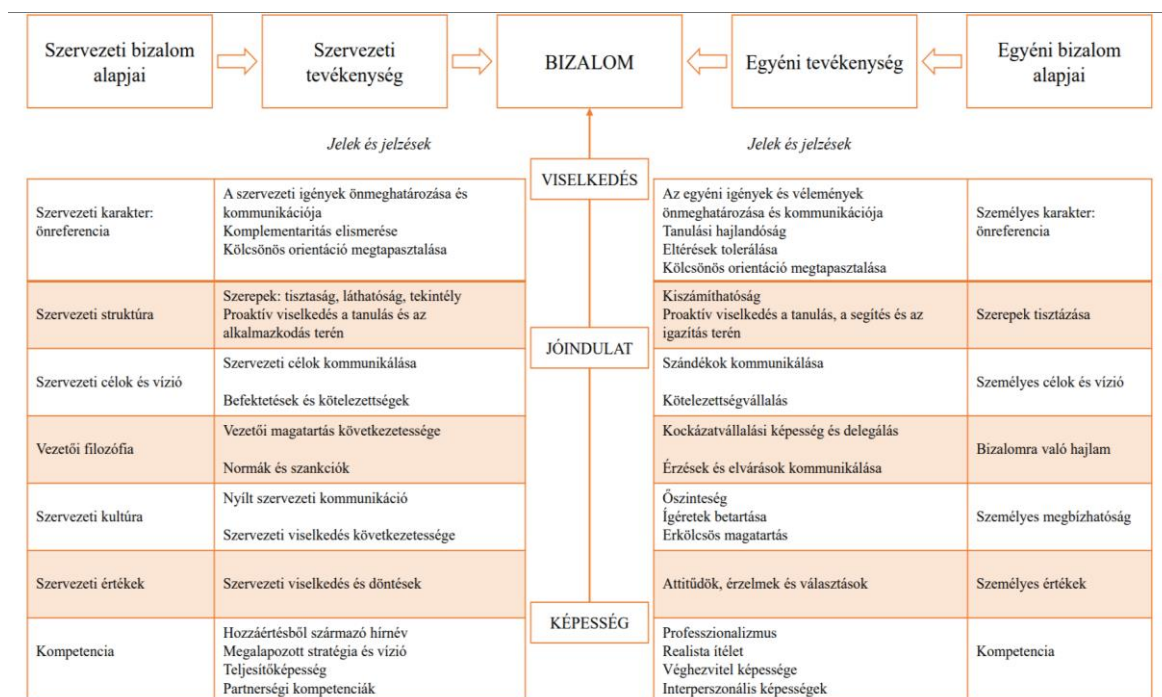 Szervezeti bizalom
alapjai
Szervezeti
tevékenység
BIZALOM
Egyéni tevékenység
Egyéni bizalom
alapjai
Jelek és jelzések
Jelek és jelzések
VISELKEDÉS
Szervezeti karakter:
önreferencia
A szervezeti igények önmeghatározása és
kommunikációja
Komplementaritás elismerése
Kölcsönös orientáció megtapasztalása
Az egyéni igények és vélemények
önmeghatározása és kommunikációja
Tanulási hajlandóság
Eltérések tolerálása
Kölcsönös orientáció megtapasztalása
Személyes karakter:
önreferencia
Szervezeti struktúra
Szerepek: tisztaság, láthatóság, tekintély
Proaktív viselkedés a tanulás és az
alkalmazkodás terén
Kiszámíthatóság
Proaktív viselkedés a tanulás, a segítés és az
igazítás terén
Szerepek tisztázása
JÓINDULAT
Szervezeti célok és vízió
Szervezeti célok kommunikálása
Befektetések és kötelezettségek
Szándékok kommunikálása
Kötelezettségvállalás
Személyes célok és vízió
Vezetői filozófia
Vezetői magatartás következetessége
Normák és szankciók
Kockázatvállalási képesség és delegálás
Érzések és elvárások kommunikálása
Bizalomra való hajlam
Szervezeti kultúra
Nyílt szervezeti kommunikáció
Szervezeti viselkedés következetessége
Őszinteség
Ígéretek betartása
Erkölcsös magatartás
Személyes megbízhatóság
Szervezeti értékek
Szervezeti viselkedés és döntések
Attitűdök, érzelmek és választások
Személyes értékek
KÉPESSÉG
Kompetencia
Hozzáértésből származó hírnév
Megalapozott stratégia és vízió
Teljesítőképesség
Partnerségi kompetenciák
Professzionalizmus
Realista ítélet
Véghezvitel képessége
Interperszonális képességek
Kompetencia